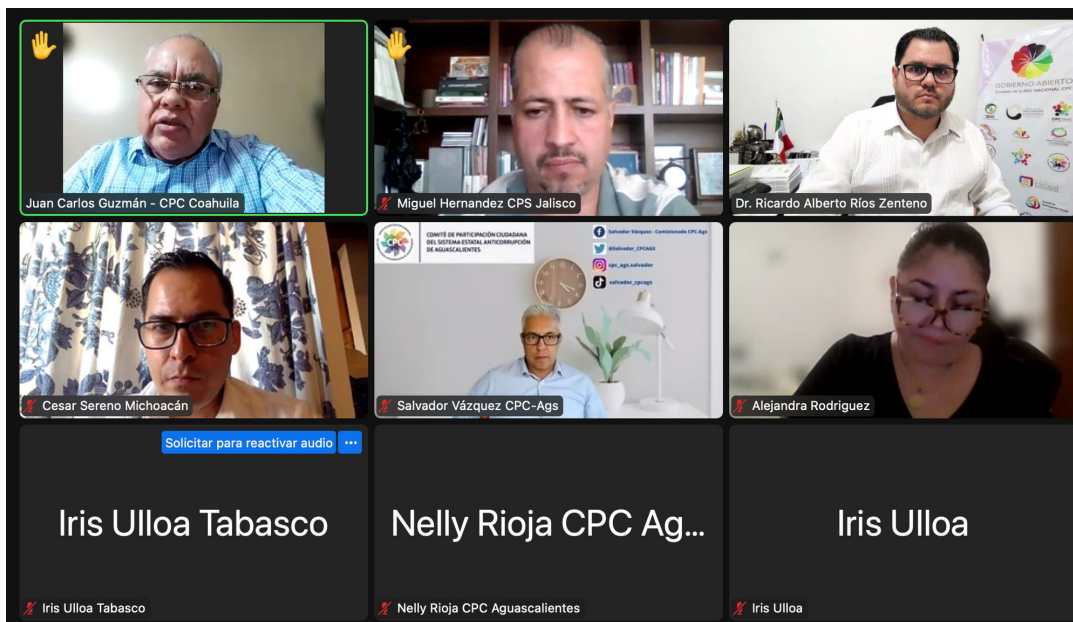 Juan Carlos Guzmán - CPC Coahuila
Miguel Hernandez CPS Jalisco
GOBIERNO ABIERTO
Dr. Ricardo Alberto Ríos Zenteno
COMITÉ DE PARTICIPACIÓN CIUDADANA
DEL SISTEMA ESTATAL ANTICORRUPCIÓN
DE AGUASCALIENTES
CPC
Salvador Vázquez - Comisionado CPC-Ags
@Salvador_CPCAGS
cpc_ags.salvador
salvador_cpcags
Cesar Sereno Michoacán
Salvador Vázquez CPC-Ags
Alejandra Rodriguez
Solicitar para reactivar audio
Iris Ulloa Tabasco
Nelly Rioja CPC Ag...
Iris Ulloa
Iris Ulloa Tabasco
Nelly Rioja CPC Aguascalientes
Iris Ulloa